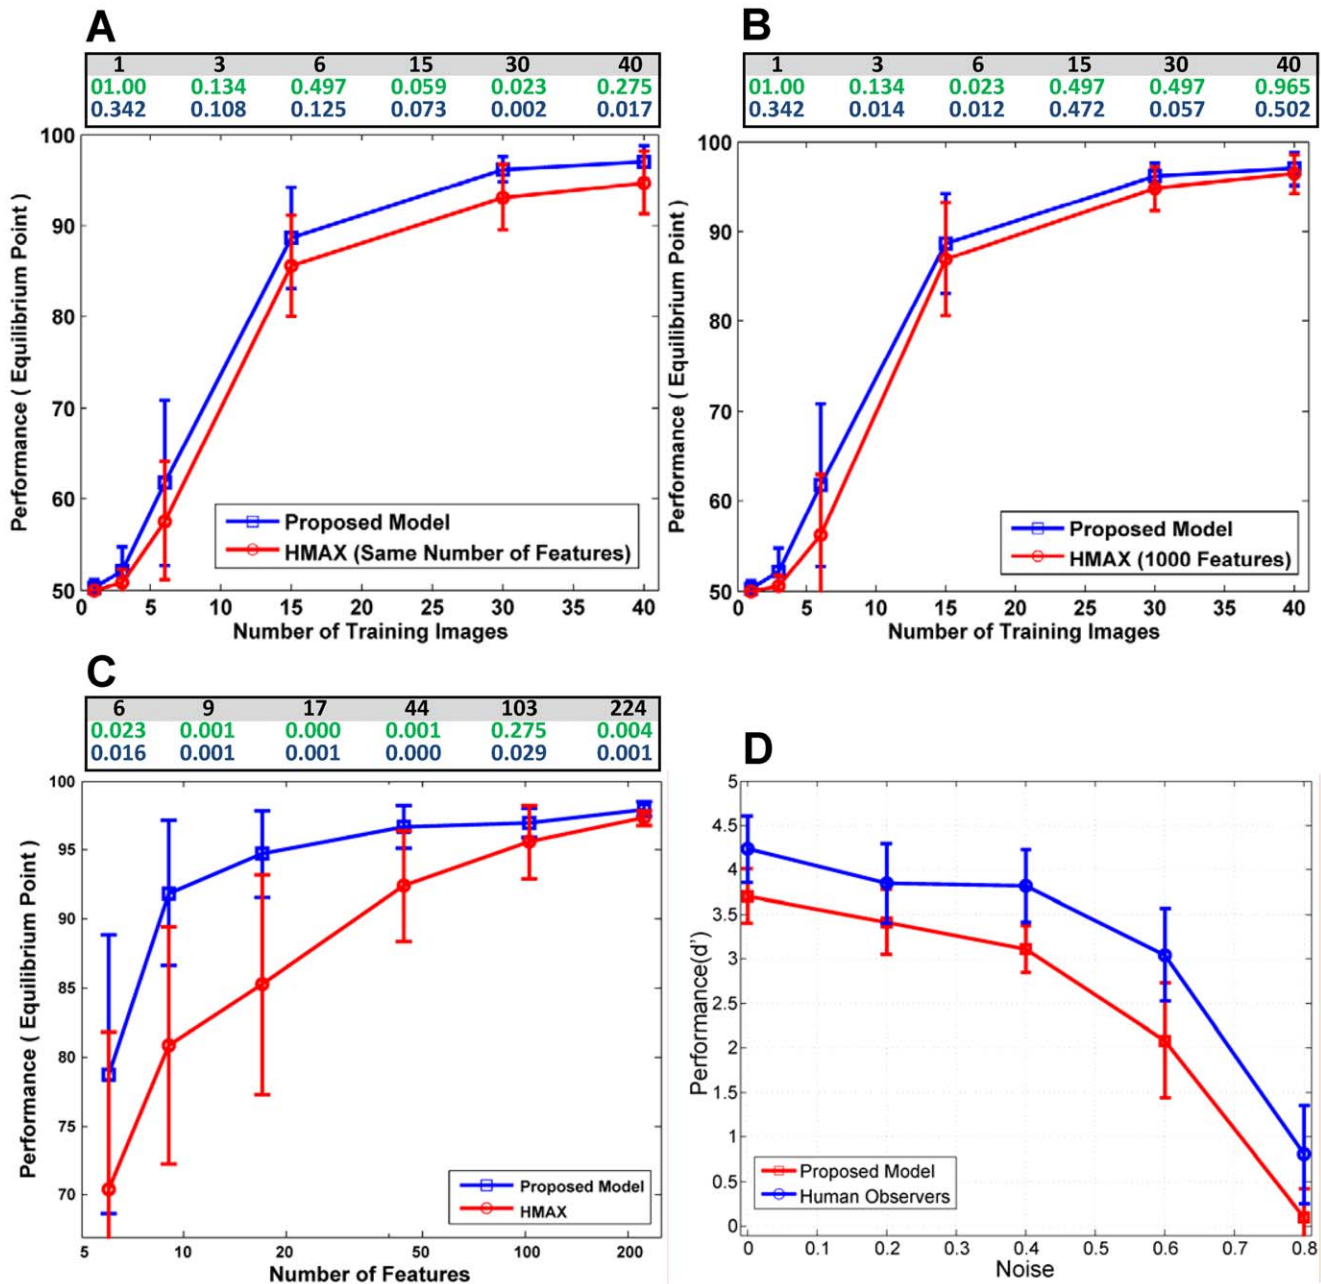 A
1 3 6 15 30 40
01.00 0.134 0.497 0.059 0.023 0.275
0.342 0.108 0.125 0.073 0.002 0.017
100
90
80
70
60
50
0 5 10 15 20 25 30 35 40
Performance ( Equilibrium Point )
Number of Training Images
Proposed Model
HMAX (Same Number of Features)
B
1 3 6 15 30 40
01.00 0.134 0.023 0.497 0.497 0.965
0.342 0.014 0.012 0.472 0.057 0.502
100
90
80
70
60
50
0 5 10 15 20 25 30 35 40
Performance ( Equilibrium Point )
Number of Training Images
Proposed Model
HMAX (1000 Features)
C
6 9 17 44 103 224
0.023 0.001 0.000 0.001 0.275 0.004
0.016 0.001 0.001 0.000 0.029 0.001
100
95
90
85
80
75
70
5 10 20 50 100 200
Performance ( Equilibrium Point )
Number of Features
Proposed Model
HMAX
D
5
4.5
4
3.5
3
2.5
2
1.5
1
0.5
0
0 0.1 0.2 0.3 0.4 0.5 0.6 0.7 0.8
Performance(d')
Noise
Proposed Model
Human Observers